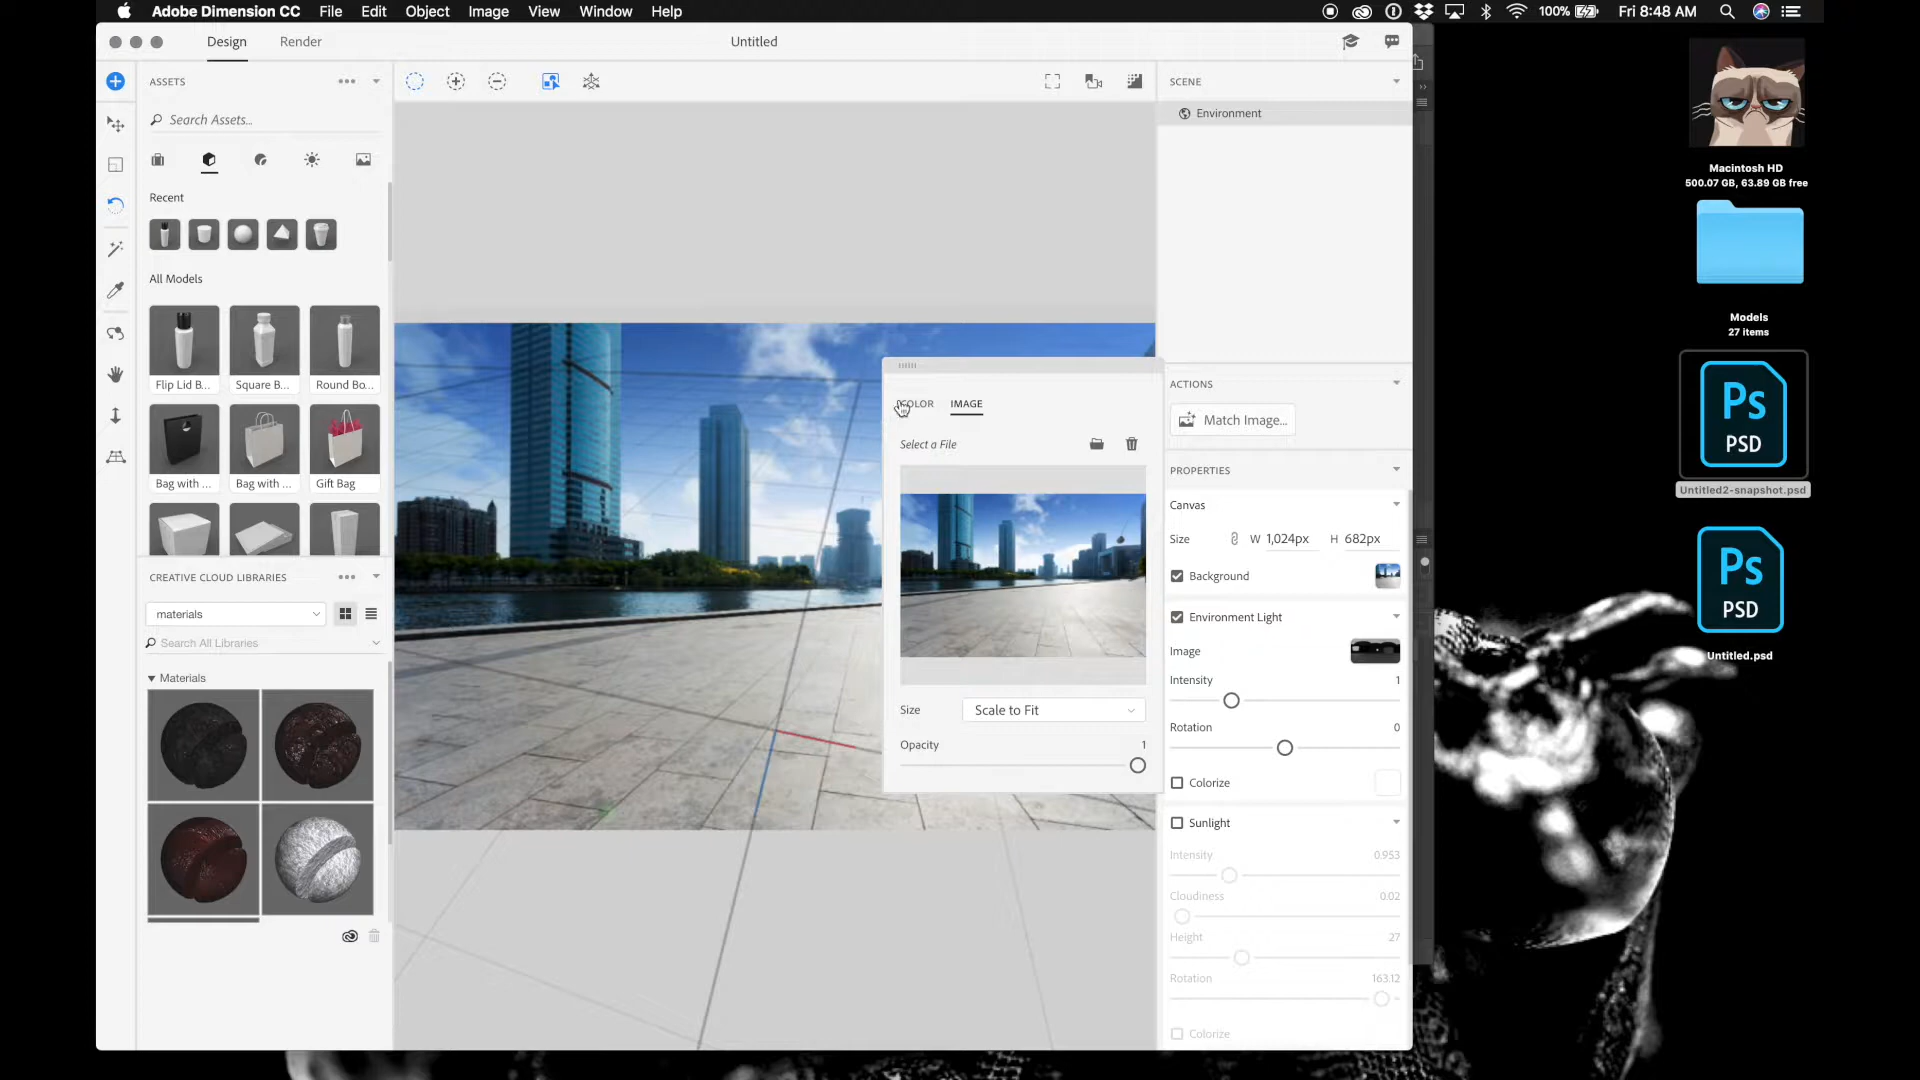 Adobe Dimension CC File Edit Object Image View Window Help
100% Fri 8:48 AM
Design Render Untitled
ASSETS
Search Assets...
Recent
All Models
Flip Lid B... Square B... Round Bo...
Bag with ... Bag with ... Gift Bag
CREATIVE CLOUD LIBRARIES
materials
Search All Libraries
Materials
COLOR IMAGE
Select a File
Size Scale to Fit
Opacity 1
SCENE
Environment
ACTIONS
Match Image...
PROPERTIES
Canvas
Size W 1,024px H 682px
Background
Environment Light
Image
Intensity 1
Rotation 0
Colorize
Sunlight
Intensity 0.953
Cloudiness 0.02
Height 27
Rotation 163.12
Colorize
Macintosh HD
500.07 GB, 63.89 GB free
Models
27 items
Ps
PSD
Untitled2-snapshot.psd
Ps
PSD
Untitled.psd